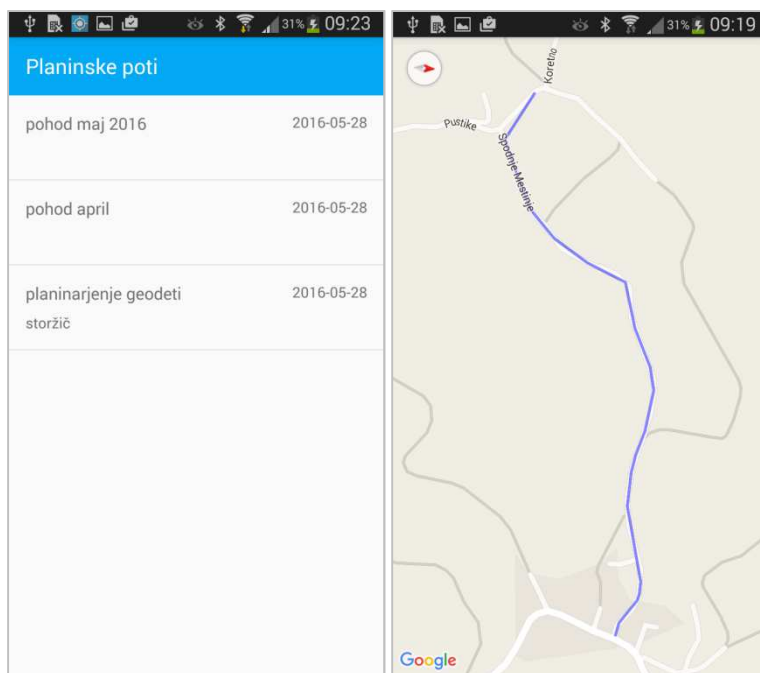 31% 09:23
Planinske poti
pohod maj 2016 2016-05-28
pohod april 2016-05-28
planinarjenje geodeti 2016-05-28
storžič
31% 09:19
Koretno
Pustike
Spodnje Mestinje
Google